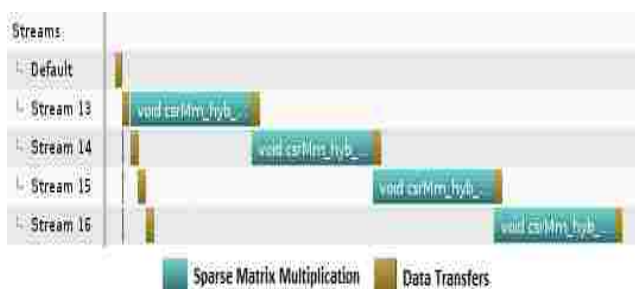 Streams
Default
Stream 13
void csrMm_hyb_...
Stream 14
void csrMm_hyb_...
Stream 15
void csrMm_hyb_...
Stream 16
void csrMm_hyb_...
Sparse Matrix Multiplication
Data Transfers